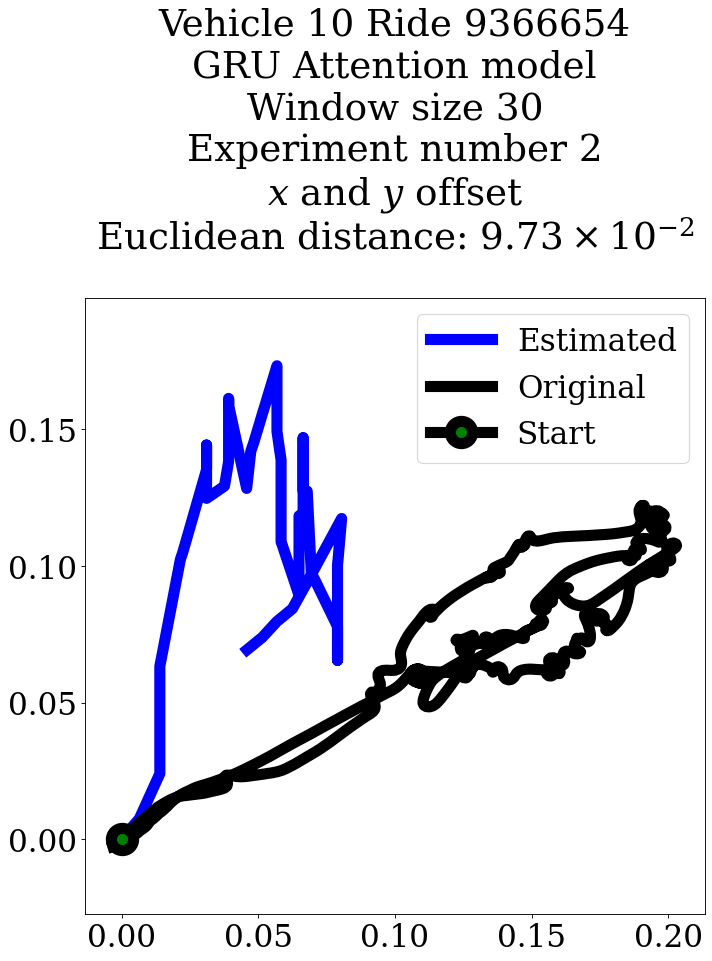 Vehicle 10 Ride 9366654
GRU Attention model
Window size 30
Experiment number 2
x and y offset
Euclidean distance: 9.73 × 10⁻²
Estimated
Original
Start
0.15
0.10
0.05
0.00
0.00 0.05 0.10 0.15 0.20